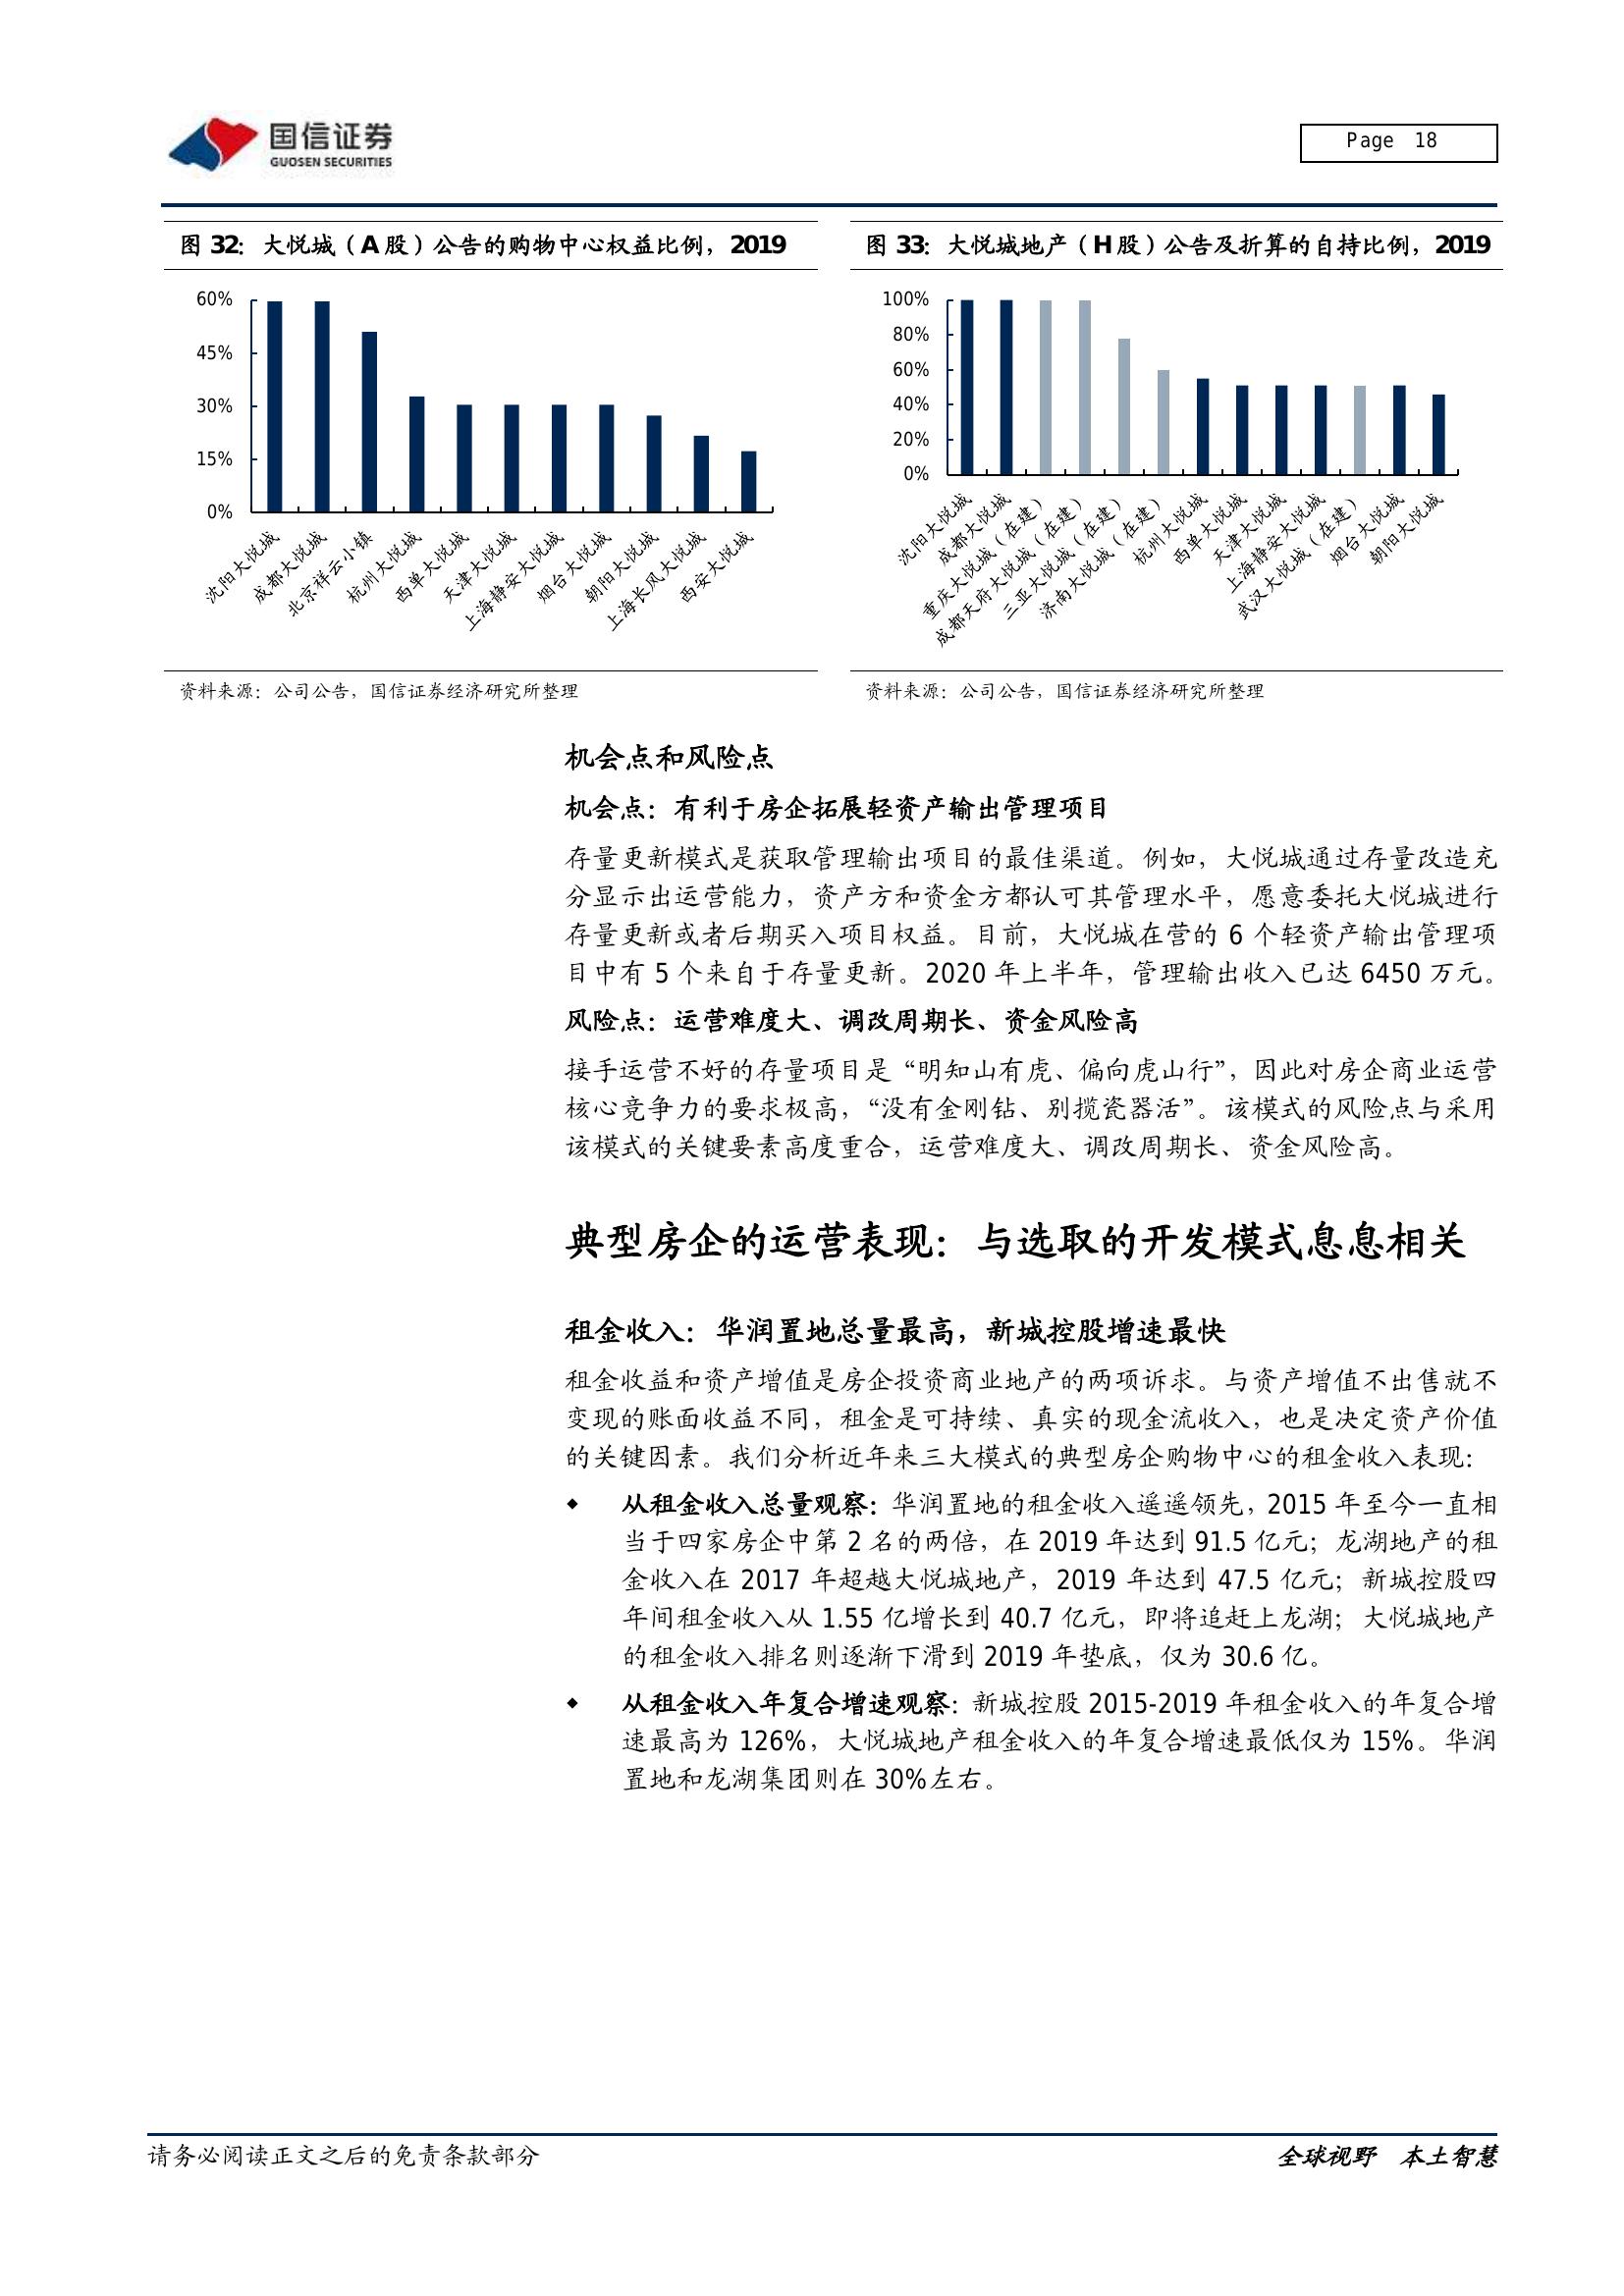 国信证券
GUOSEN SECURITIES
Page 18
图 32：大悦城（A 股）公告的购物中心权益比例，2019
60%
45%
30%
15%
0%
沈阳大悦城
成都大悦城
北京祥云小镇
杭州大悦城
西单大悦城
天津大悦城
上海静安大悦城
烟台大悦城
朝阳大悦城
上海长风大悦城
西安大悦城
资料来源：公司公告，国信证券经济研究所整理
图 33：大悦城地产（H 股）公告及折算的自持比例，2019
100%
80%
60%
40%
20%
0%
沈阳大悦城
成都大悦城
重庆大悦城（在建）
成都天府大悦城（在建）
三亚大悦城（在建）
济南大悦城（在建）
杭州大悦城
西单大悦城
天津大悦城
上海静安大悦城
武汉大悦城（在建）
烟台大悦城
朝阳大悦城
资料来源：公司公告，国信证券经济研究所整理
机会点和风险点
机会点：有利于房企拓展轻资产输出管理项目
存量更新模式是获取管理输出项目的最佳渠道。例如，大悦城通过存量改造充
分显示出运营能力，资产方和资金方都认可其管理水平，愿意委托大悦城进行
存量更新或者后期买入项目权益。目前，大悦城在营的 6 个轻资产输出管理项
目中有 5 个来自于存量更新。2020 年上半年，管理输出收入已达 6450 万元。
风险点：运营难度大、调改周期长、资金风险高
接手运营不好的存量项目是“明知山有虎、偏向虎山行”，因此对房企商业运营
核心竞争力的要求极高，“没有金刚钻、别揽瓷器活”。该模式的风险点与采用
该模式的关键要素高度重合，运营难度大、调改周期长、资金风险高。
典型房企的运营表现：与选取的开发模式息息相关
租金收入：华润置地总量最高，新城控股增速最快
租金收益和资产增值是房企投资商业地产的两项诉求。与资产增值不出售就不
变现的账面收益不同，租金是可持续、真实的现金流收入，也是决定资产价值
的关键因素。我们分析近年来三大模式的典型房企购物中心的租金收入表现：
◆ 从租金收入总量观察：华润置地的租金收入遥遥领先，2015 年至今一直相
当于四家房企中第 2 名的两倍，在 2019 年达到 91.5 亿元；龙湖地产的租
金收入在 2017 年超越大悦城地产，2019 年达到 47.5 亿元；新城控股四
年间租金收入从 1.55 亿增长到 40.7 亿元，即将追赶上龙湖；大悦城地产
的租金收入排名则逐渐下滑到 2019 年垫底，仅为 30.6 亿。
◆ 从租金收入年复合增速观察：新城控股 2015-2019 年租金收入的年复合增
速最高为 126%，大悦城地产租金收入的年复合增速最低仅为 15%。华润
置地和龙湖集团则在 30%左右。
请务必阅读正文之后的免责条款部分
全球视野 本土智慧